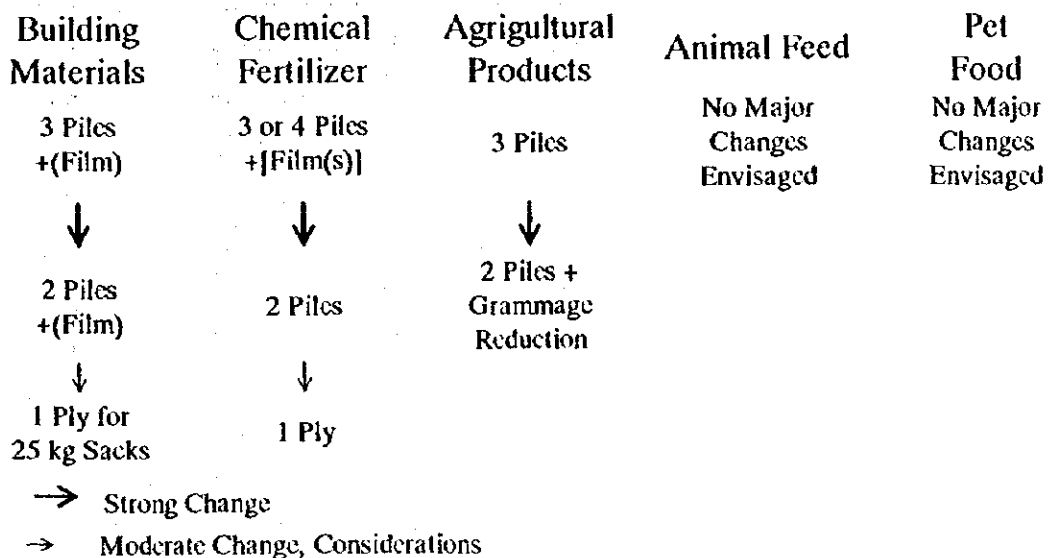 Building
Materials
3 Piles
+(Film)
2 Piles
+(Film)
1 Ply for
25 kg Sacks
Chemical
Fertilizer
3 or 4 Piles
+[Film(s)]
2 Piles
1 Ply
Agrigultural
Products
3 Piles
2 Piles +
Grammage
Reduction
Animal Feed
No Major
Changes
Envisaged
Pet
Food
No Major
Changes
Envisaged
Strong Change
Moderate Change, Considerations